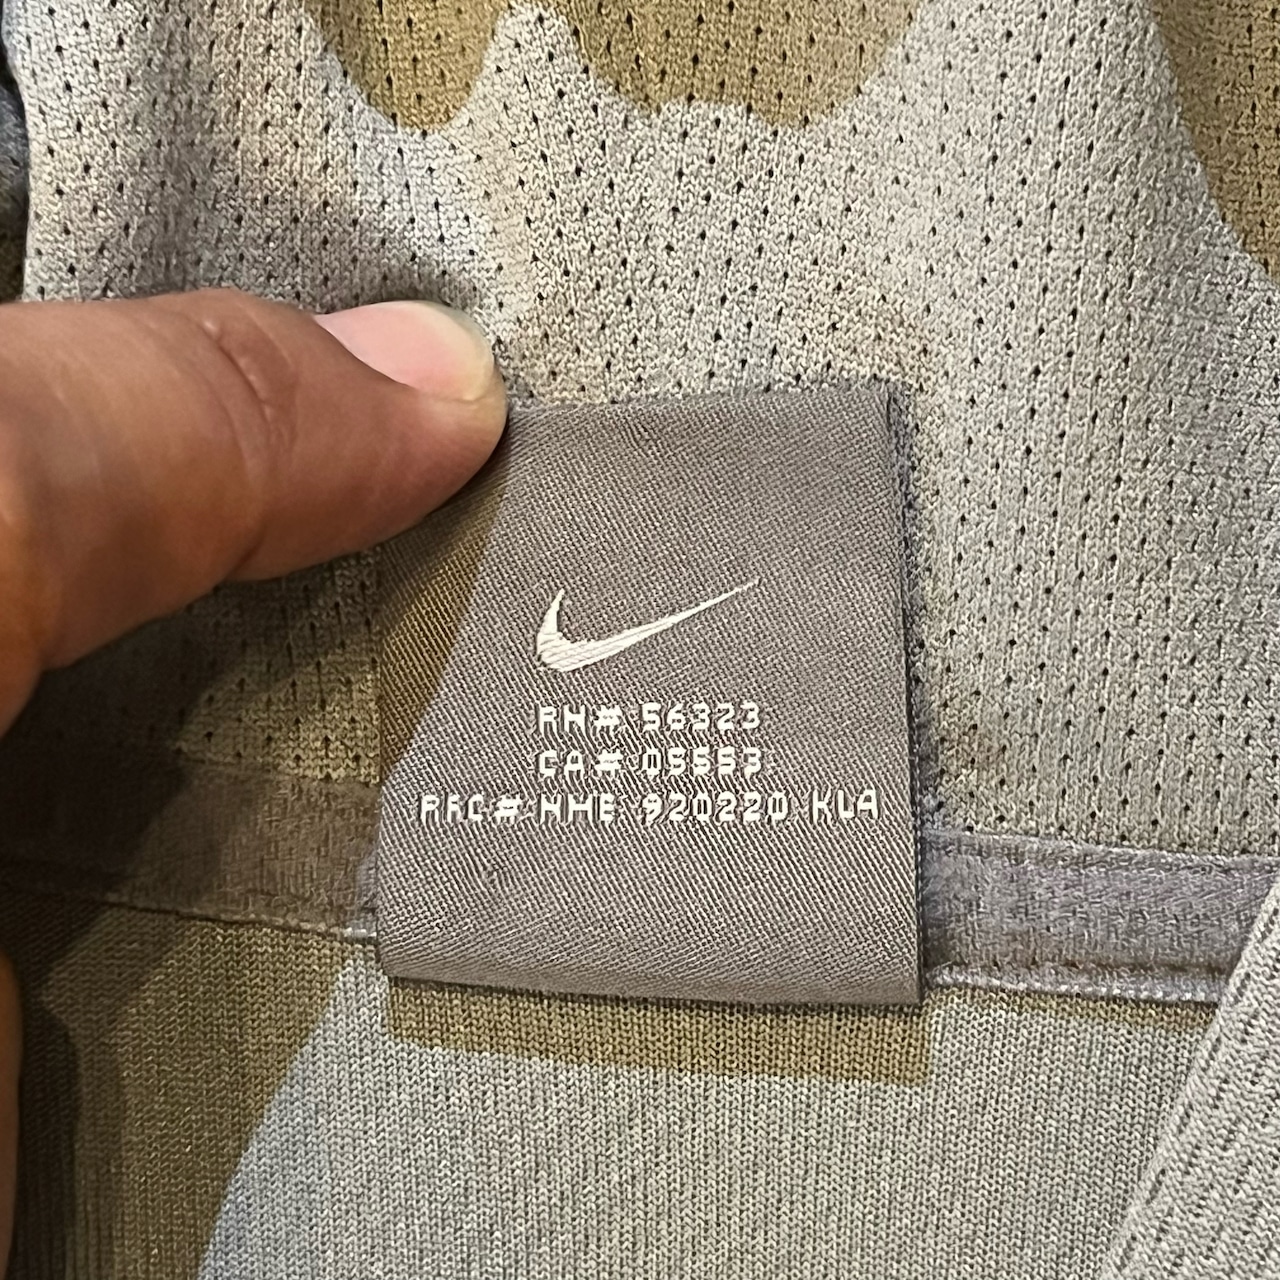 RN# 56323
CA# 05553
RFC# NHE 920220 KLA